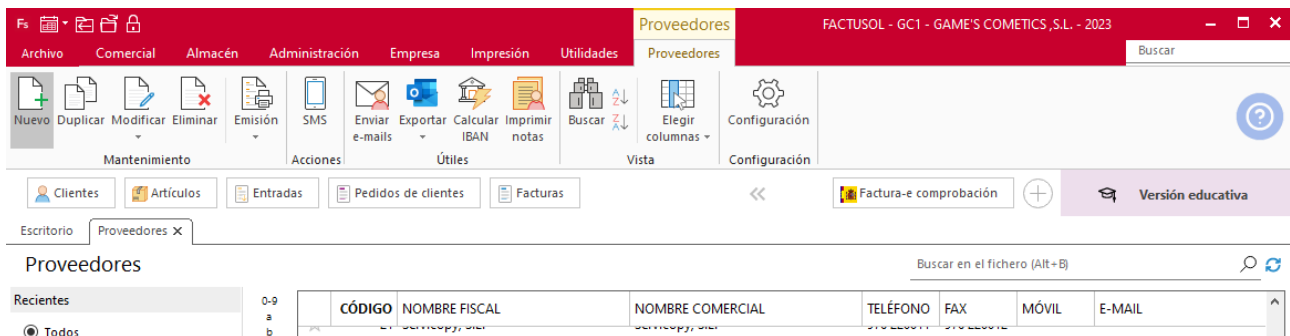 Fs
Proveedores
FACTUSOL - GC1 - GAME'S COMETICS ,S.L. - 2023
Archivo Comercial Almacén Administración Empresa Impresión Utilidades Proveedores Buscar
Nuevo Duplicar Modificar Eliminar Emisión SMS Enviar Exportar Calcular Imprimir Buscar Elegir Configuración
e-mails IBAN notas columnas
Mantenimiento Acciones Útiles Vista Configuración
Clientes Artículos Entradas Pedidos de clientes Facturas Factura-e comprobación Versión educativa
Escritorio Proveedores
Proveedores Buscar en el fichero (Alt+B)
Recientes 0-9 CÓDIGO NOMBRE FISCAL NOMBRE COMERCIAL TELÉFONO FAX MÓVIL E-MAIL
a
Todos b